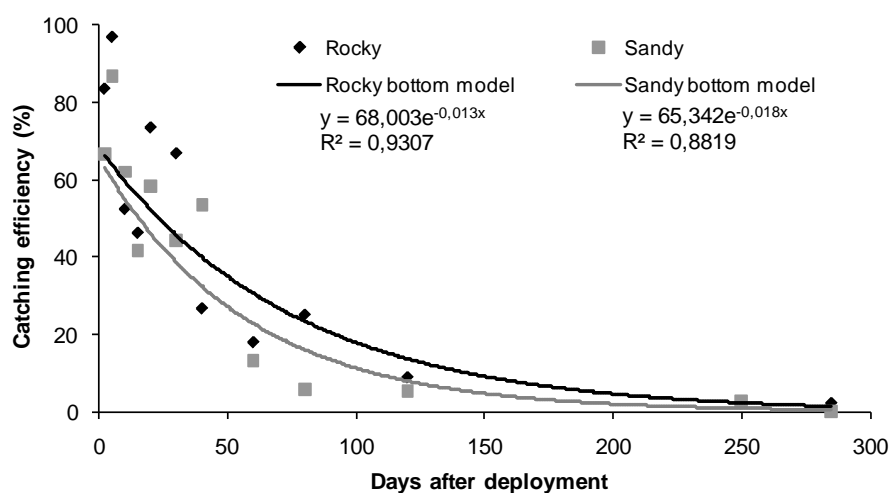 Catching efficiency (%)
100
80
60
40
20
0
Rocky
Rocky bottom model
y = 68,003e-0,013x
R² = 0,9307
Sandy
Sandy bottom model
y = 65,342e-0,018x
R² = 0,8819
0 50 100 150 200 250 300
Days after deployment